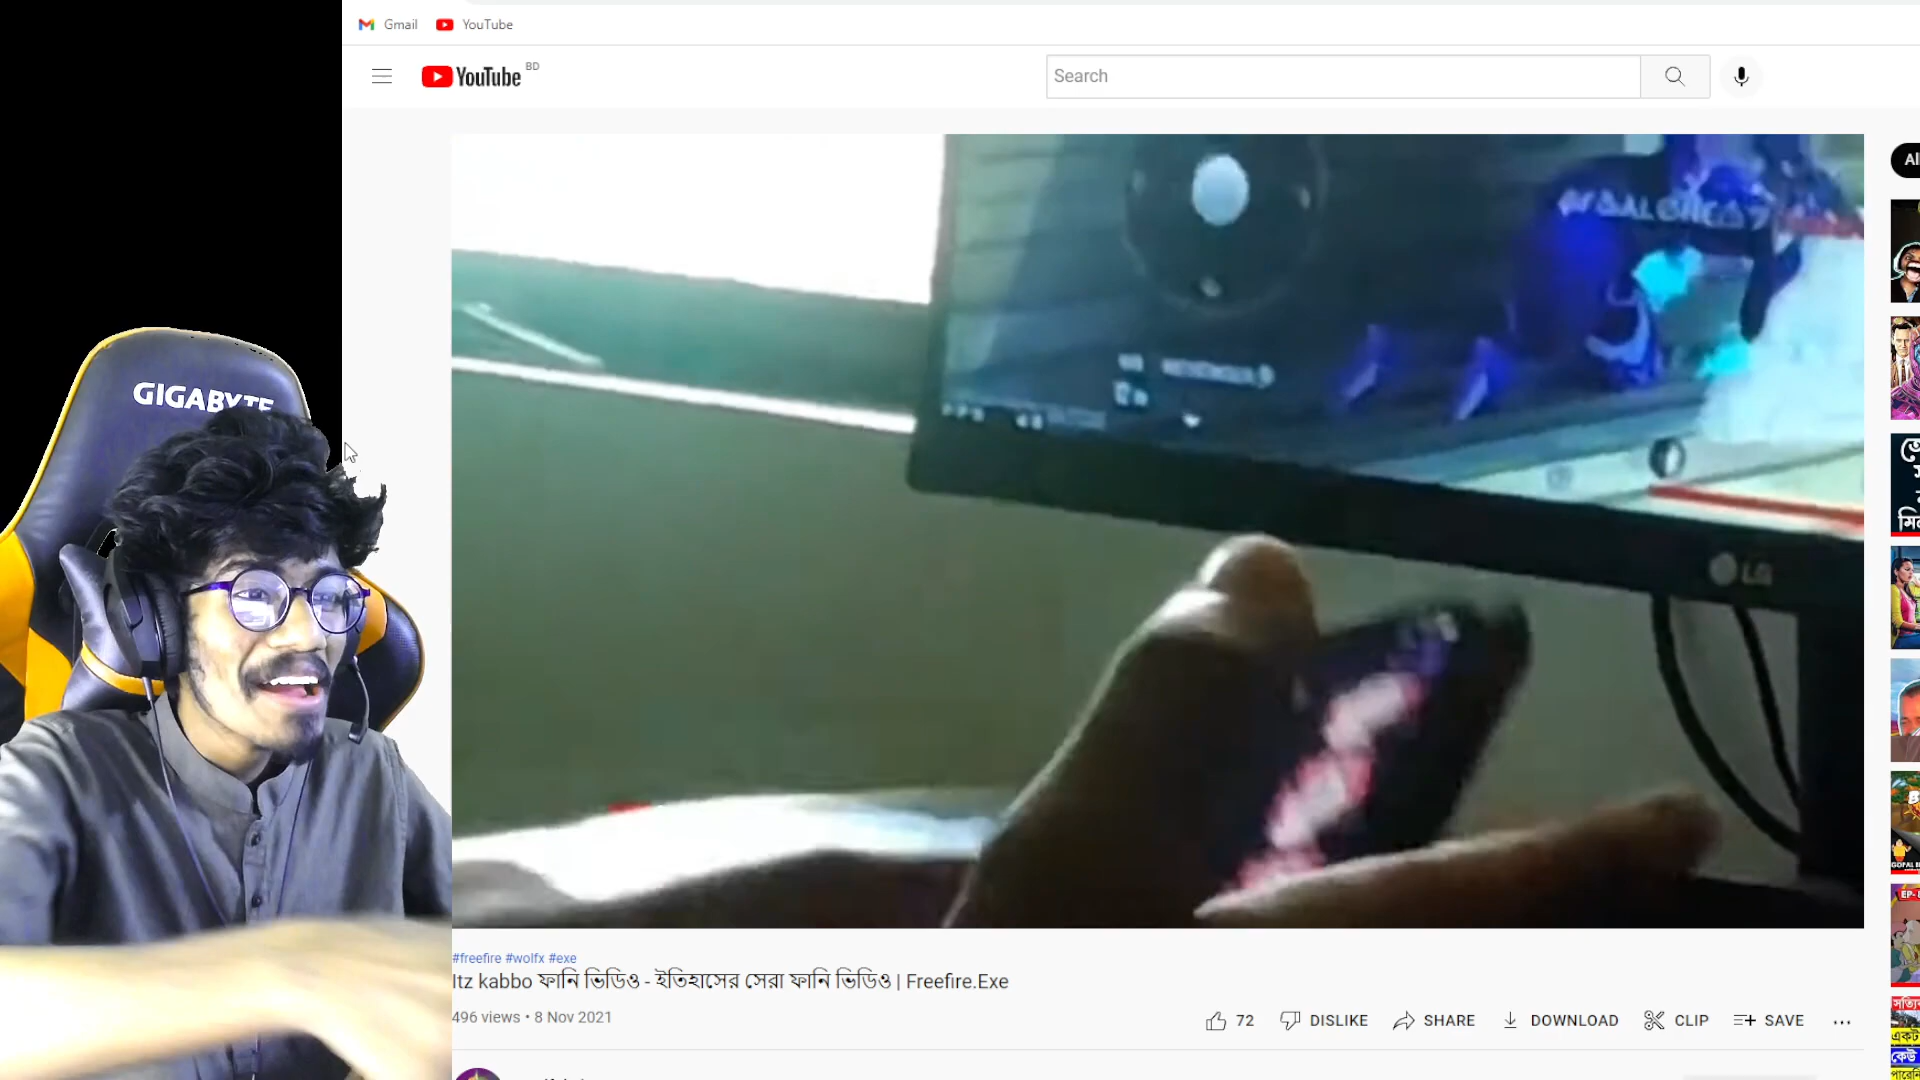 Gmail YouTube
YouTube BD
Search
GIGABYTE
LG
#freefire #wolfx #exe
Itz kabbo ফানি ভিডিও - ইতিহাসের সেরা ফানি ভিডিও | Freefire.Exe
496 views • 8 Nov 2021
72 DISLIKE SHARE DOWNLOAD CLIP SAVE